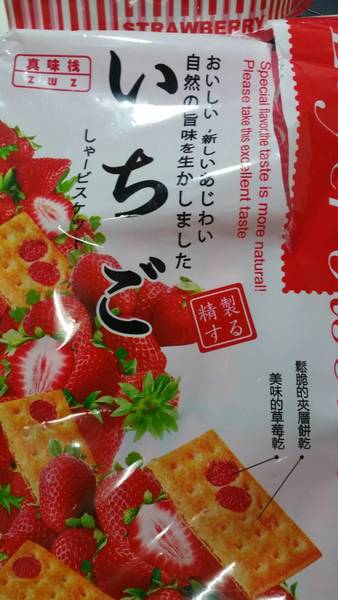 STRAWBERRY
真味栈
ZWZ
Special flavor,the taste is more natural!
Please take this excellent taste
おいしい、新しいあじわい
自然の旨味を生かしました
いちご
しゃービスケッ
精製
する
鬆脆的夾層餅乾
美味的草莓乾